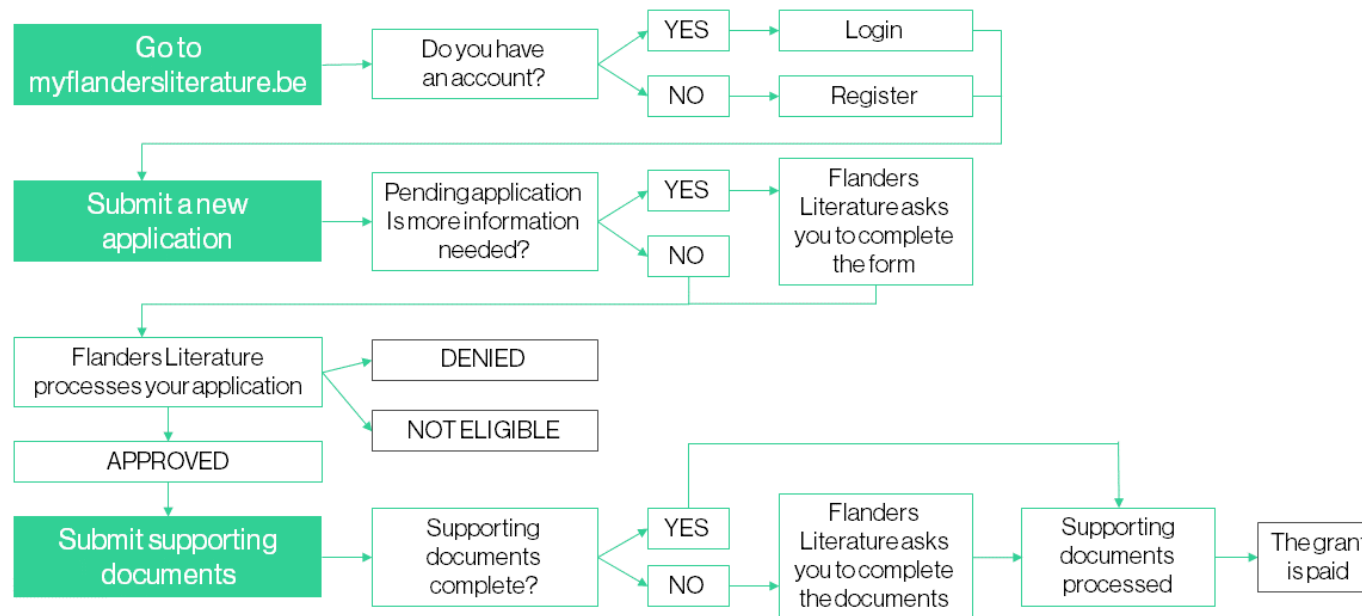 Go to
myflandersliterature.be
Do you have
an account?
YES
Login
NO
Register
Submit a new
application
Pending application
Is more information
needed?
YES
NO
Flanders
Literature asks
you to complete
the form
Flanders Literature
processes your application
DENIED
NOT ELIGIBLE
APPROVED
Submit supporting
documents
Supporting
documents
complete?
YES
NO
Flanders
Literature asks
you to complete
the documents
Supporting
documents
processed
The grant
is paid